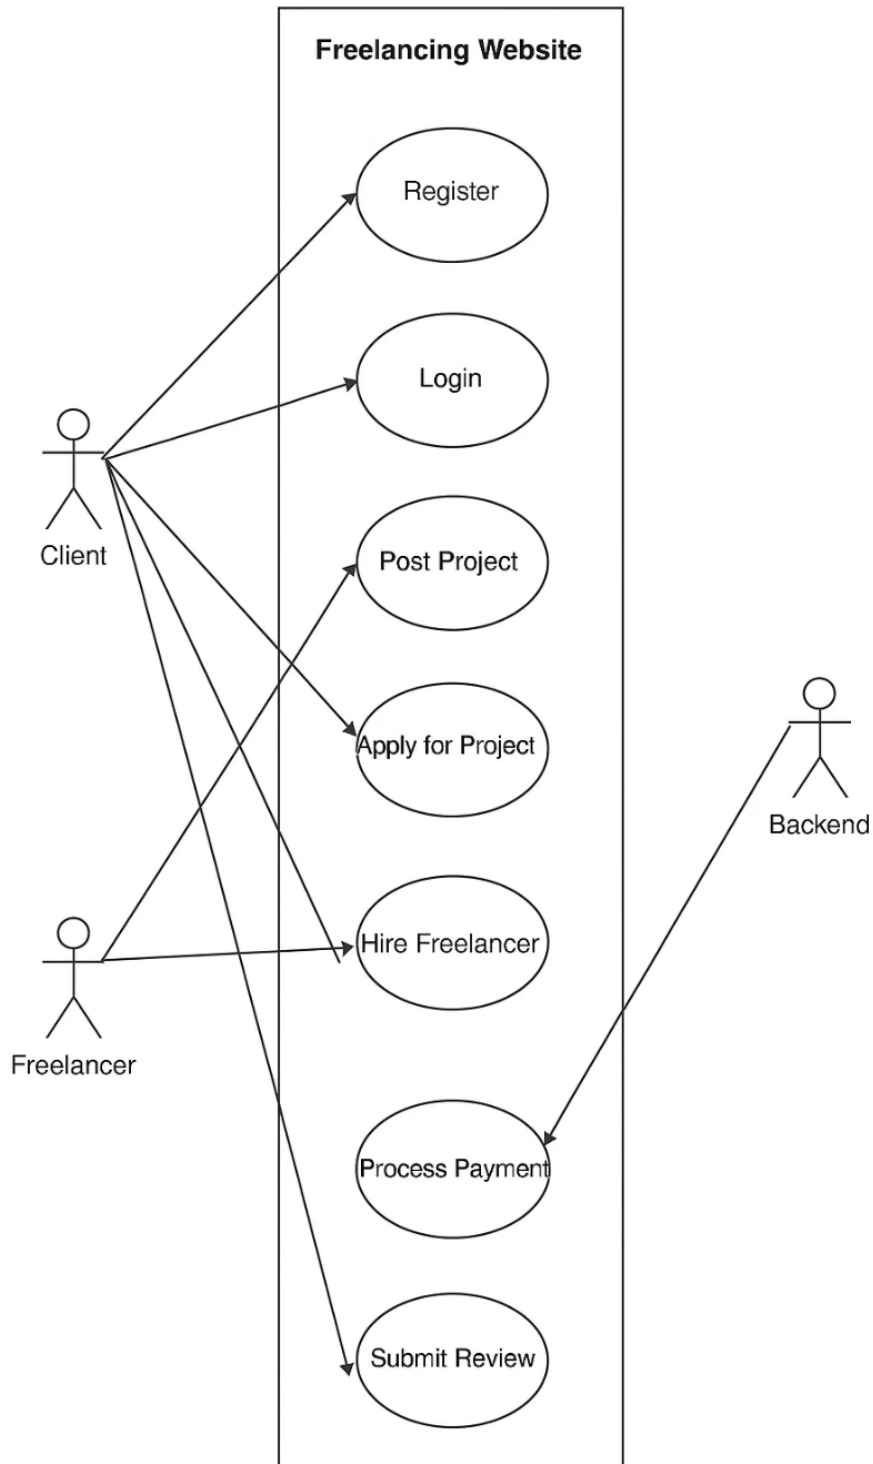 Freelancing Website
Register
Login
Client
Post Project
Apply for Project
Backend
Hire Freelancer
Freelancer
Process Payment
Submit Review